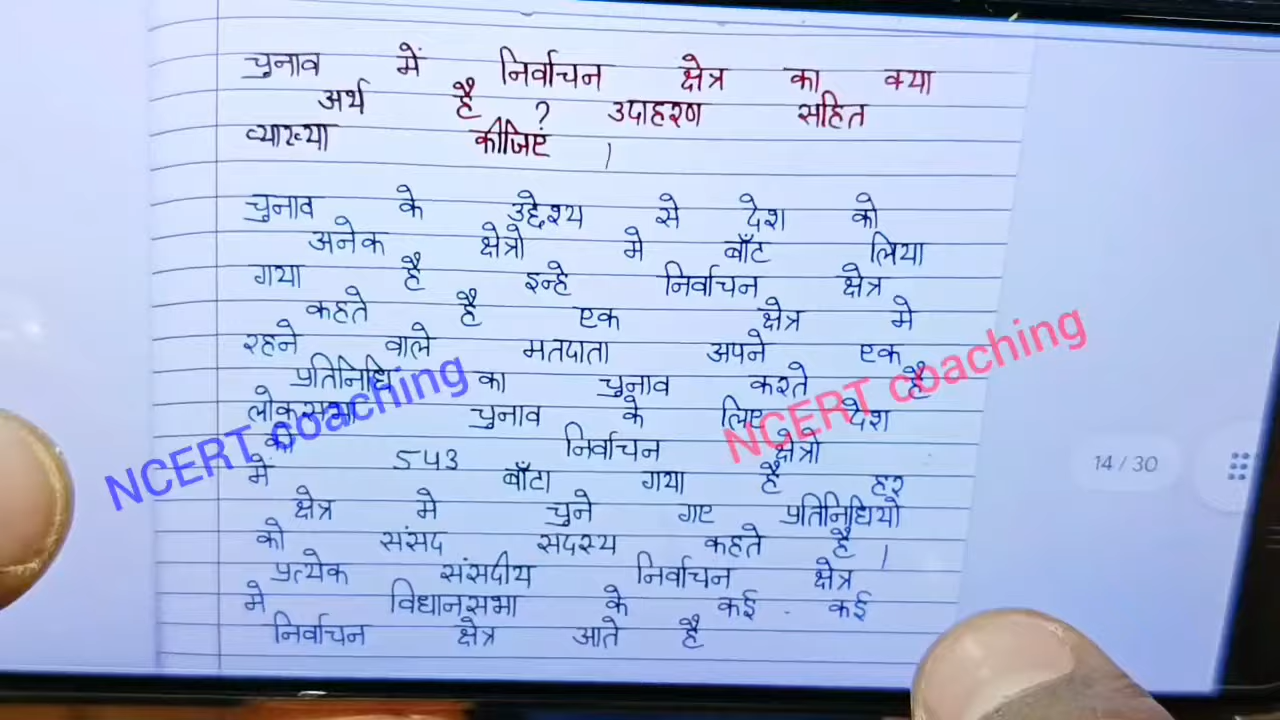 चुनाव में निर्वाचन क्षेत्र का क्या
अर्थ है ? उदाहरण सहित
व्याख्या कीजिएं ।
चुनाव के उद्देश्य से देश को
अनेक क्षेत्रो मे बाँट लिया
गया है इन्हे निर्वाचन क्षेत्र
कहते है एक क्षेत्र मे
रहने वाले मतदाता अपने एक
प्रतिनिधि का चुनाव करते है
लोकसभा चुनाव के लिए देश
को 543 निर्वाचन क्षेत्रो
में बाँटा गया है हर
क्षेत्र मे चुने गए प्रतिनिधियो
को संसद सदस्य कहते है ।
प्रत्येक संसदीय निर्वाचन क्षेत्र
मे विधानसभा के कई - कई
निर्वाचन क्षेत्र आते है
NCERT coaching
NCERT coaching
14 / 30